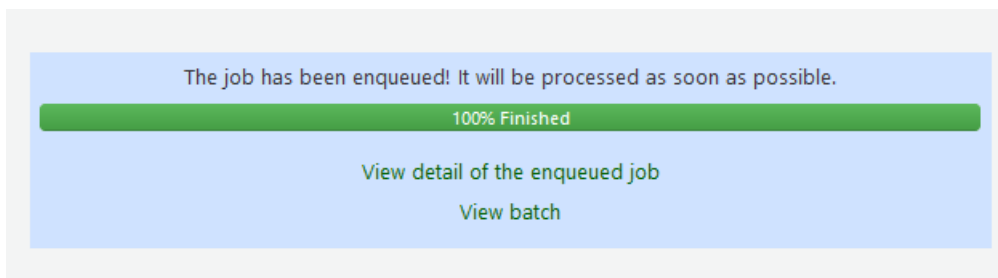 The job has been enqueued! It will be processed as soon as possible.
100% Finished
View detail of the enqueued job
View batch